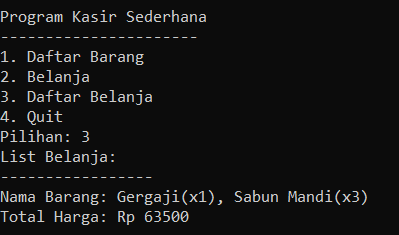 Program Kasir Sederhana
----------------------
1. Daftar Barang
2. Belanja
3. Daftar Belanja
4. Quit
Pilihan: 3
List Belanja:
-----------------
Nama Barang: Gergaji(x1), Sabun Mandi(x3)
Total Harga: Rp 63500